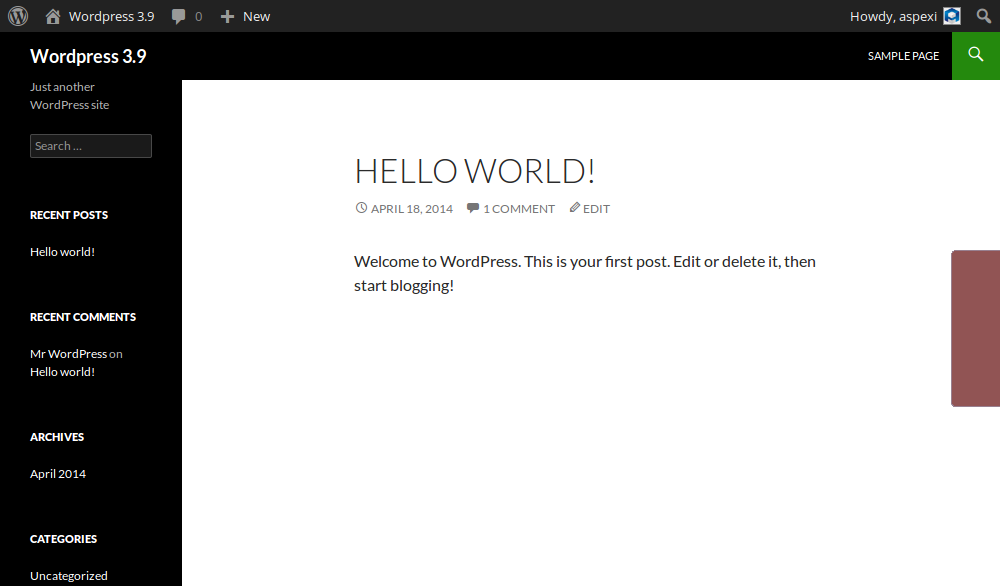 Wordpress 3.9 0 New Howdy, aspexi
Wordpress 3.9
SAMPLE PAGE
Just another
WordPress site
Search ...
RECENT POSTS
Hello world!
RECENT COMMENTS
Mr WordPress on
Hello world!
ARCHIVES
April 2014
CATEGORIES
Uncategorized
HELLO WORLD!
APRIL 18, 2014 1 COMMENT EDIT
Welcome to WordPress. This is your first post. Edit or delete it, then
start blogging!